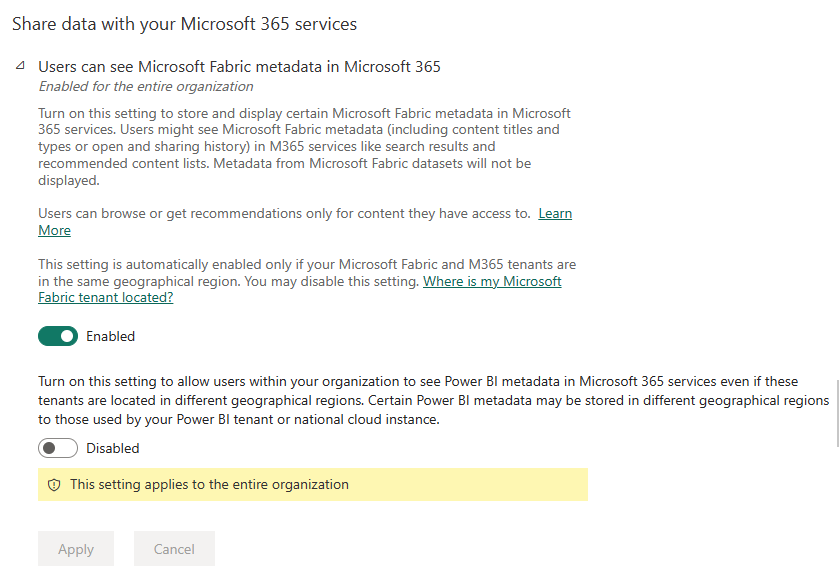 Share data with your Microsoft 365 services
Users can see Microsoft Fabric metadata in Microsoft 365
Enabled for the entire organization
Turn on this setting to store and display certain Microsoft Fabric metadata in Microsoft
365 services. Users might see Microsoft Fabric metadata (including content titles and
types or open and sharing history) in M365 services like search results and
recommended content lists. Metadata from Microsoft Fabric datasets will not be
displayed.
Users can browse or get recommendations only for content they have access to. Learn
More
This setting is automatically enabled only if your Microsoft Fabric and M365 tenants are
in the same geographical region. You may disable this setting. Where is my Microsoft
Fabric tenant located?
Enabled
Turn on this setting to allow users within your organization to see Power BI metadata in Microsoft 365 services even if these
tenants are located in different geographical regions. Certain Power BI metadata may be stored in different geographical regions
to those used by your Power BI tenant or national cloud instance.
Disabled
This setting applies to the entire organization
Apply Cancel